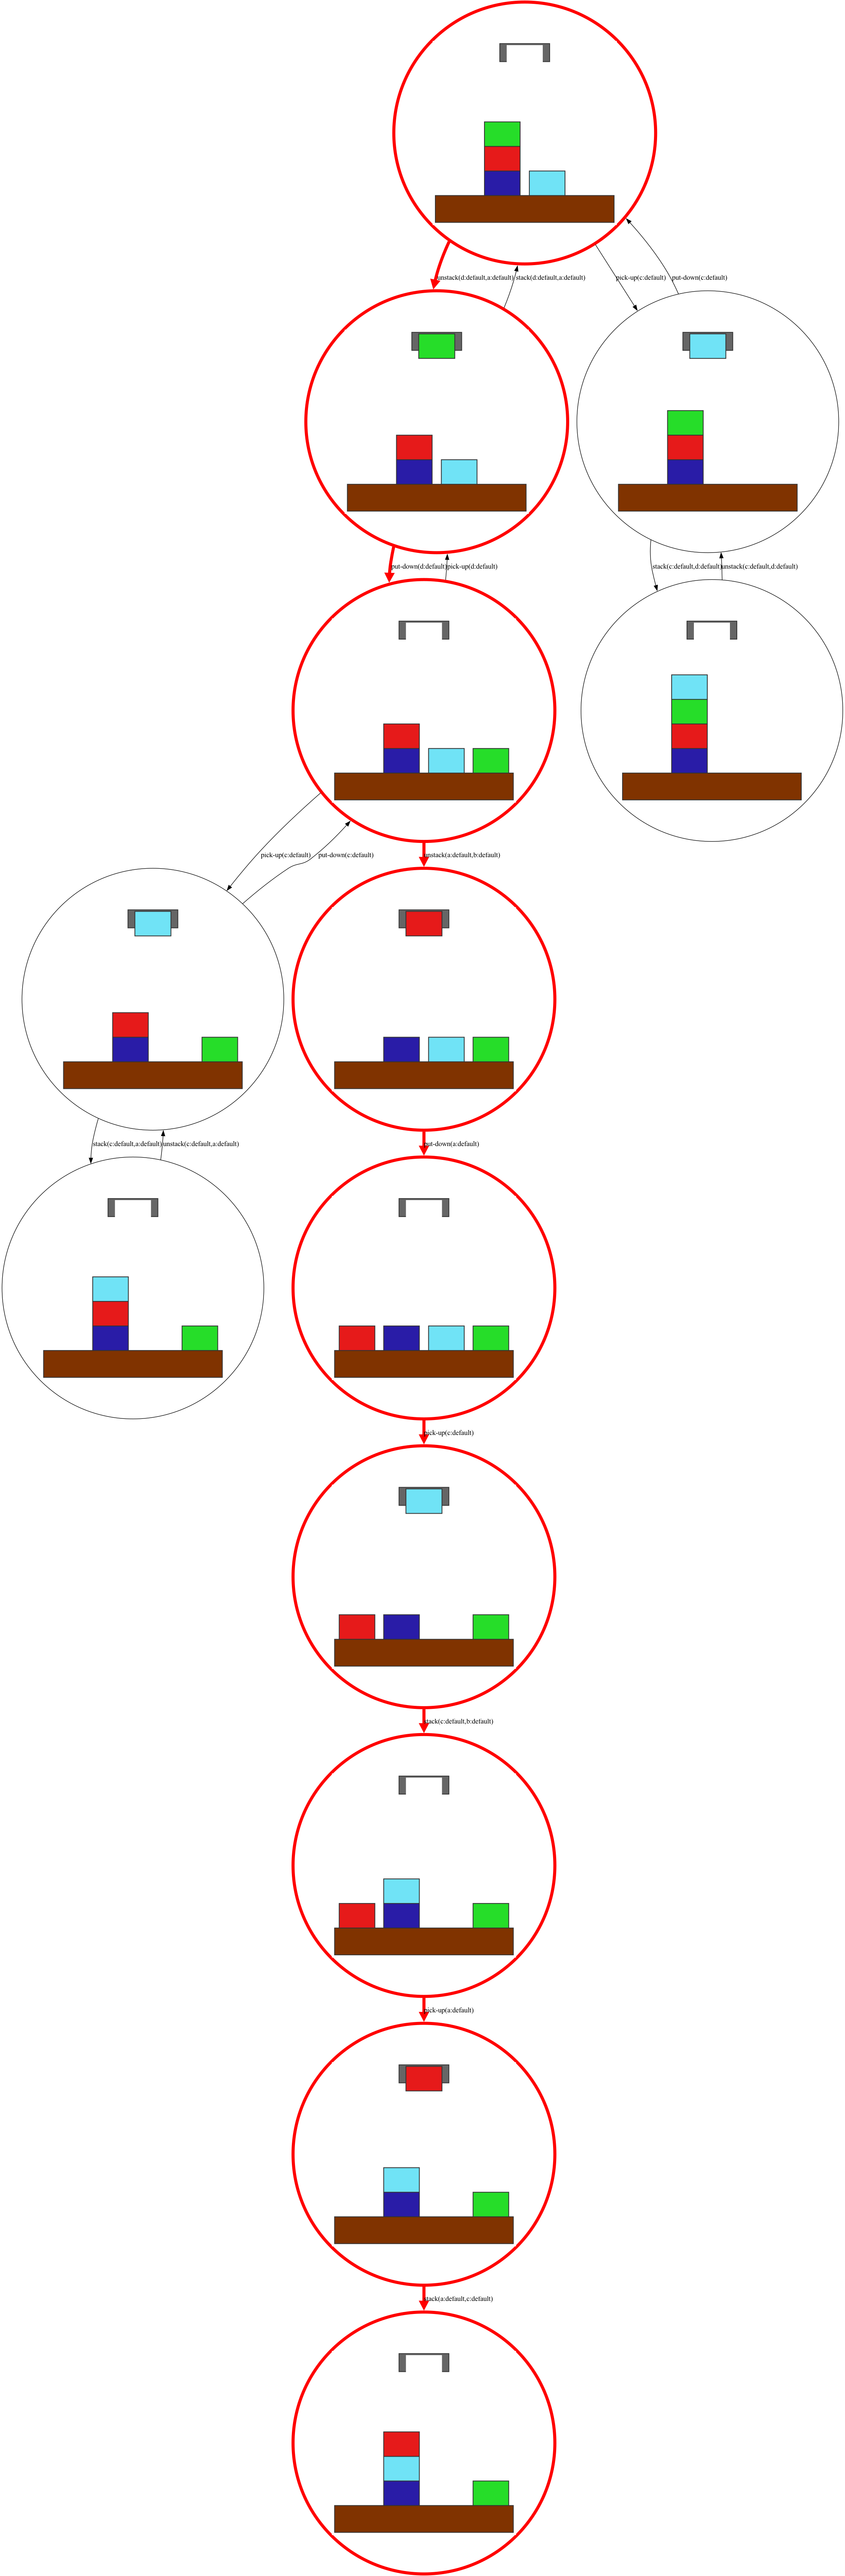 unstack(d:default,a:default)
stack(d:default,a:default)
pick-up(c:default)
put-down(c:default)
put-down(d:default)
pick-up(d:default)
stack(c:default,d:default)
unstack(c:default,d:default)
pick-up(c:default)
put-down(c:default)
unstack(a:default,b:default)
stack(c:default,a:default)
unstack(c:default,a:default)
put-down(a:default)
pick-up(c:default)
stack(c:default,b:default)
pick-up(a:default)
stack(a:default,c:default)